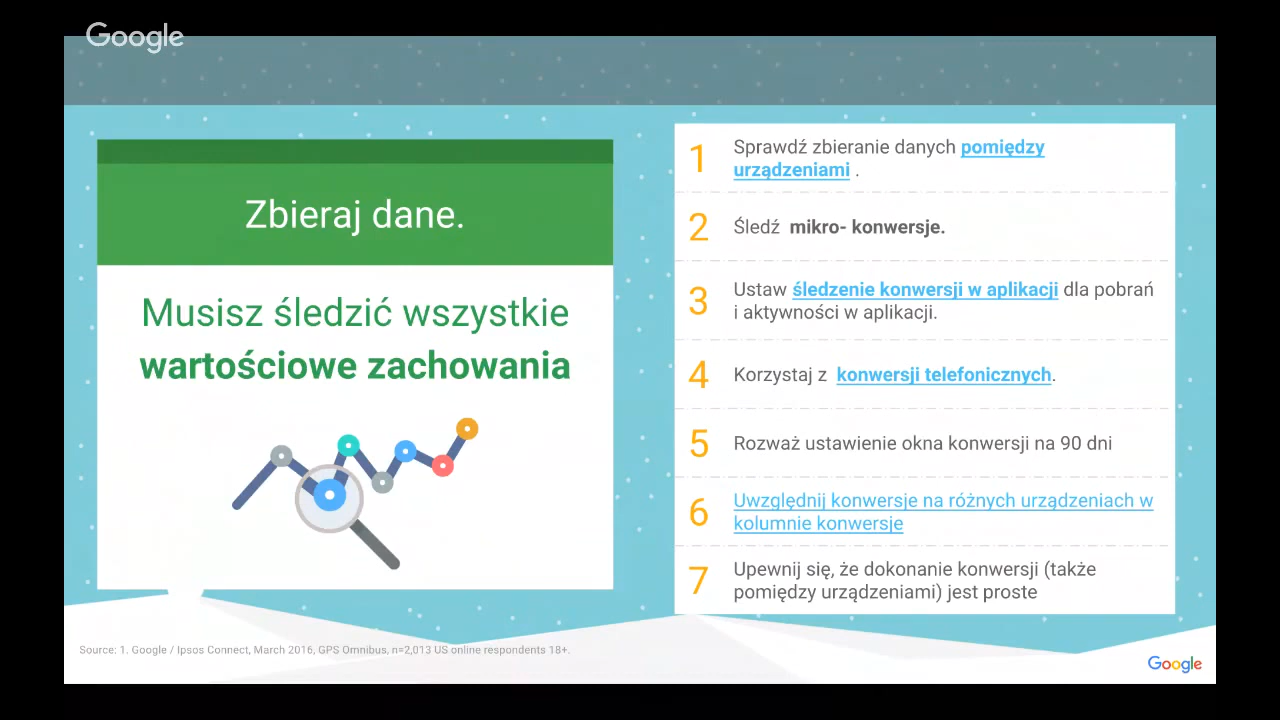 Google
Zbieraj dane.
Musisz śledzić wszystkie
wartościowe zachowania
1
Sprawdź zbieranie danych pomiędzy
urządzeniami .
2
Śledź mikro- konwersje.
3
Ustaw śledzenie konwersji w aplikacji dla pobrań
i aktywności w aplikacji.
4
Korzystaj z konwersji telefonicznych.
5
Rozważ ustawienie okna konwersji na 90 dni
6
Uwzględnij konwersje na różnych urządzeniach w
kolumnie konwersje
7
Upewnij się, że dokonanie konwersji (także
pomiędzy urządzeniami) jest proste
Source: 1. Google / Ipsos Connect, March 2016, GPS Omnibus, n=2,013 US online respondents 18+.
Google